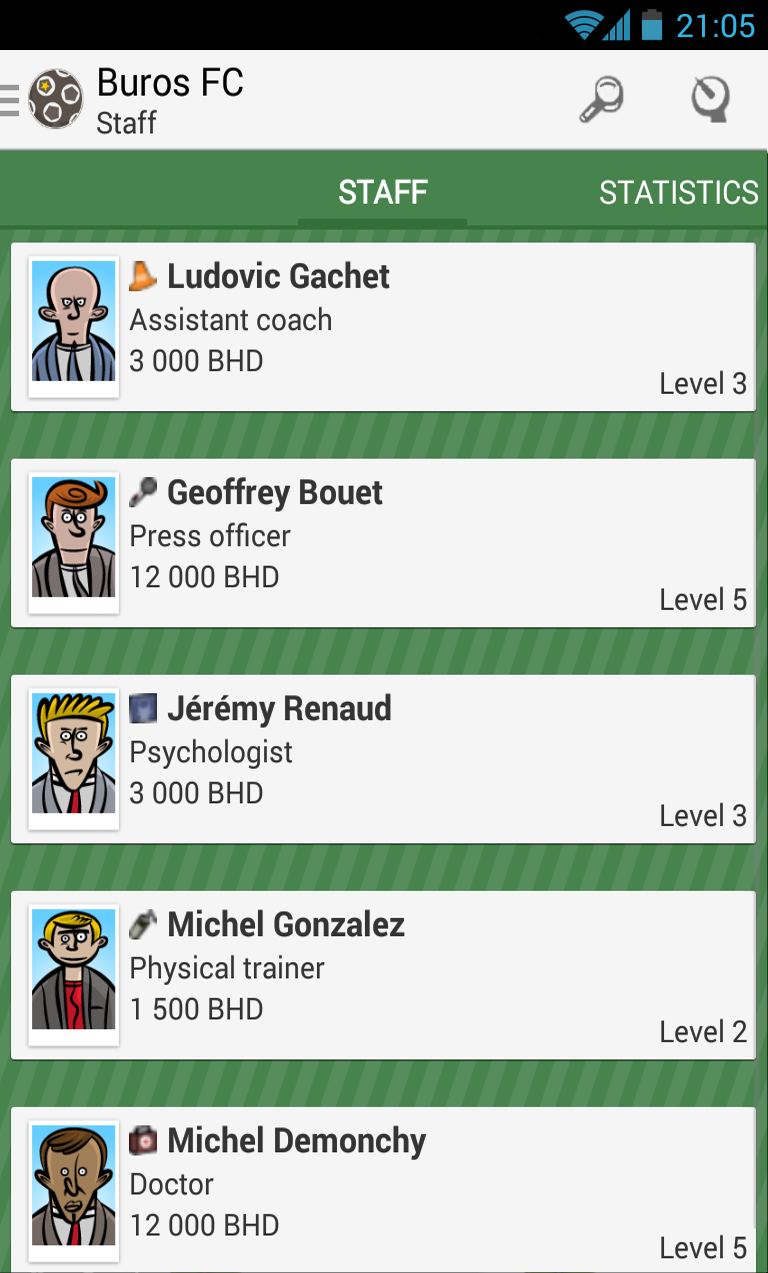 21:05
Buros FC
Staff
STAFF
STATISTICS
Ludovic Gachet
Assistant coach
3 000 BHD
Level 3
Geoffrey Bouet
Press officer
12 000 BHD
Level 5
Jérémy Renaud
Psychologist
3 000 BHD
Level 3
Michel Gonzalez
Physical trainer
1 500 BHD
Level 2
Michel Demonchy
Doctor
12 000 BHD
Level 5